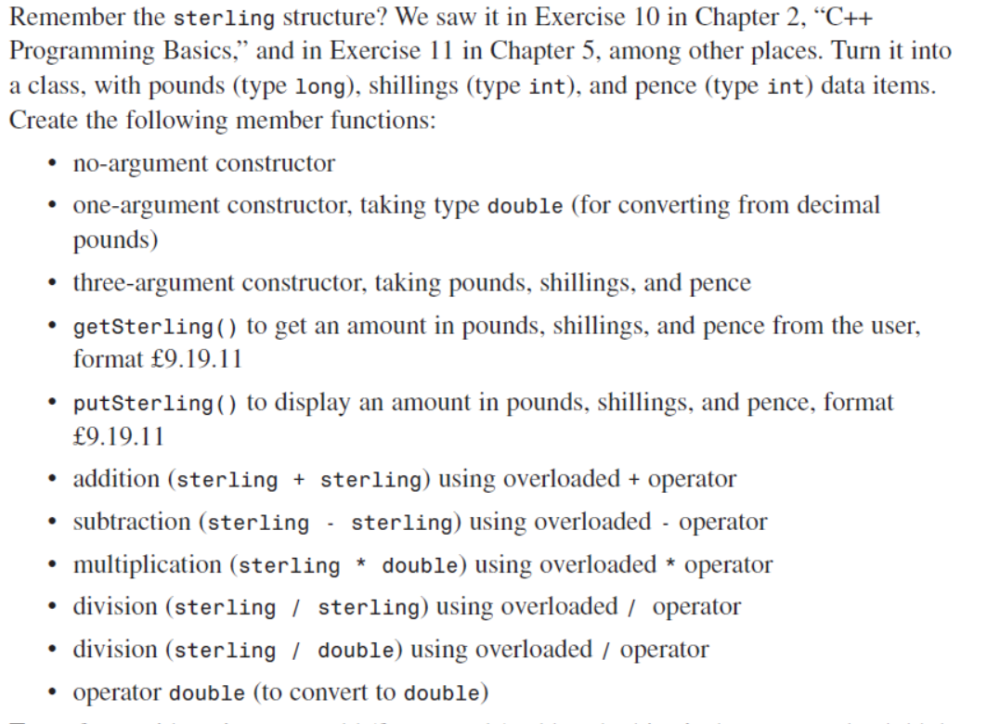 Remember the sterling structure? We saw it in Exercise 10 in Chapter 2, “C++
Programming Basics,” and in Exercise 11 in Chapter 5, among other places. Turn it into
a class, with pounds (type long), shillings (type int), and pence (type int) data items.
Create the following member functions:
• no-argument constructor
• one-argument constructor, taking type double (for converting from decimal
pounds)
• three-argument constructor, taking pounds, shillings, and pence
• getSterling() to get an amount in pounds, shillings, and pence from the user,
format £9.19.11
• putSterling() to display an amount in pounds, shillings, and pence, format
£9.19.11
• addition (sterling + sterling) using overloaded + operator
• subtraction (sterling - sterling) using overloaded - operator
• multiplication (sterling * double) using overloaded * operator
• division (sterling / sterling) using overloaded / operator
• division (sterling / double) using overloaded / operator
• operator double (to convert to double)